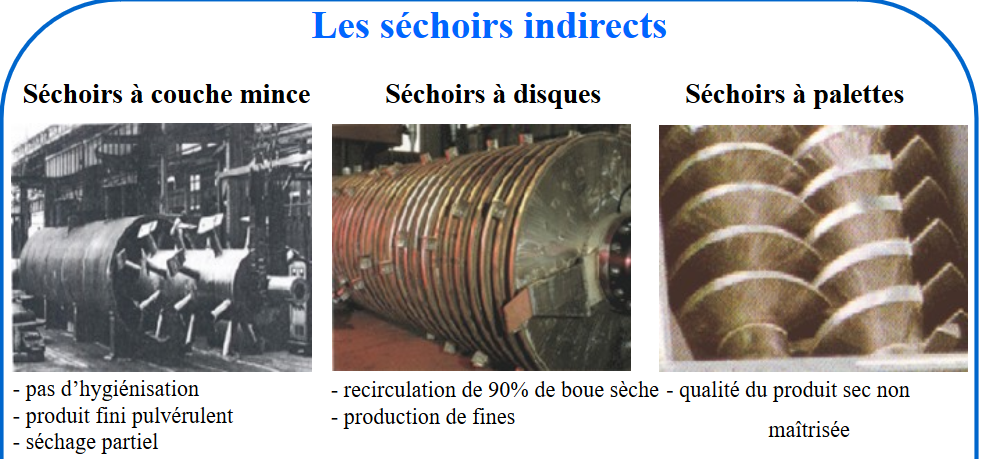 Les séchoirs indirects
Séchoirs à couche mince
Séchoirs à disques
Séchoirs à palettes
- pas d’hygiénisation
- produit fini pulvérulent
- séchage partiel
- recirculation de 90% de boue sèche
- production de fines
- qualité du produit sec non
maîtrisée